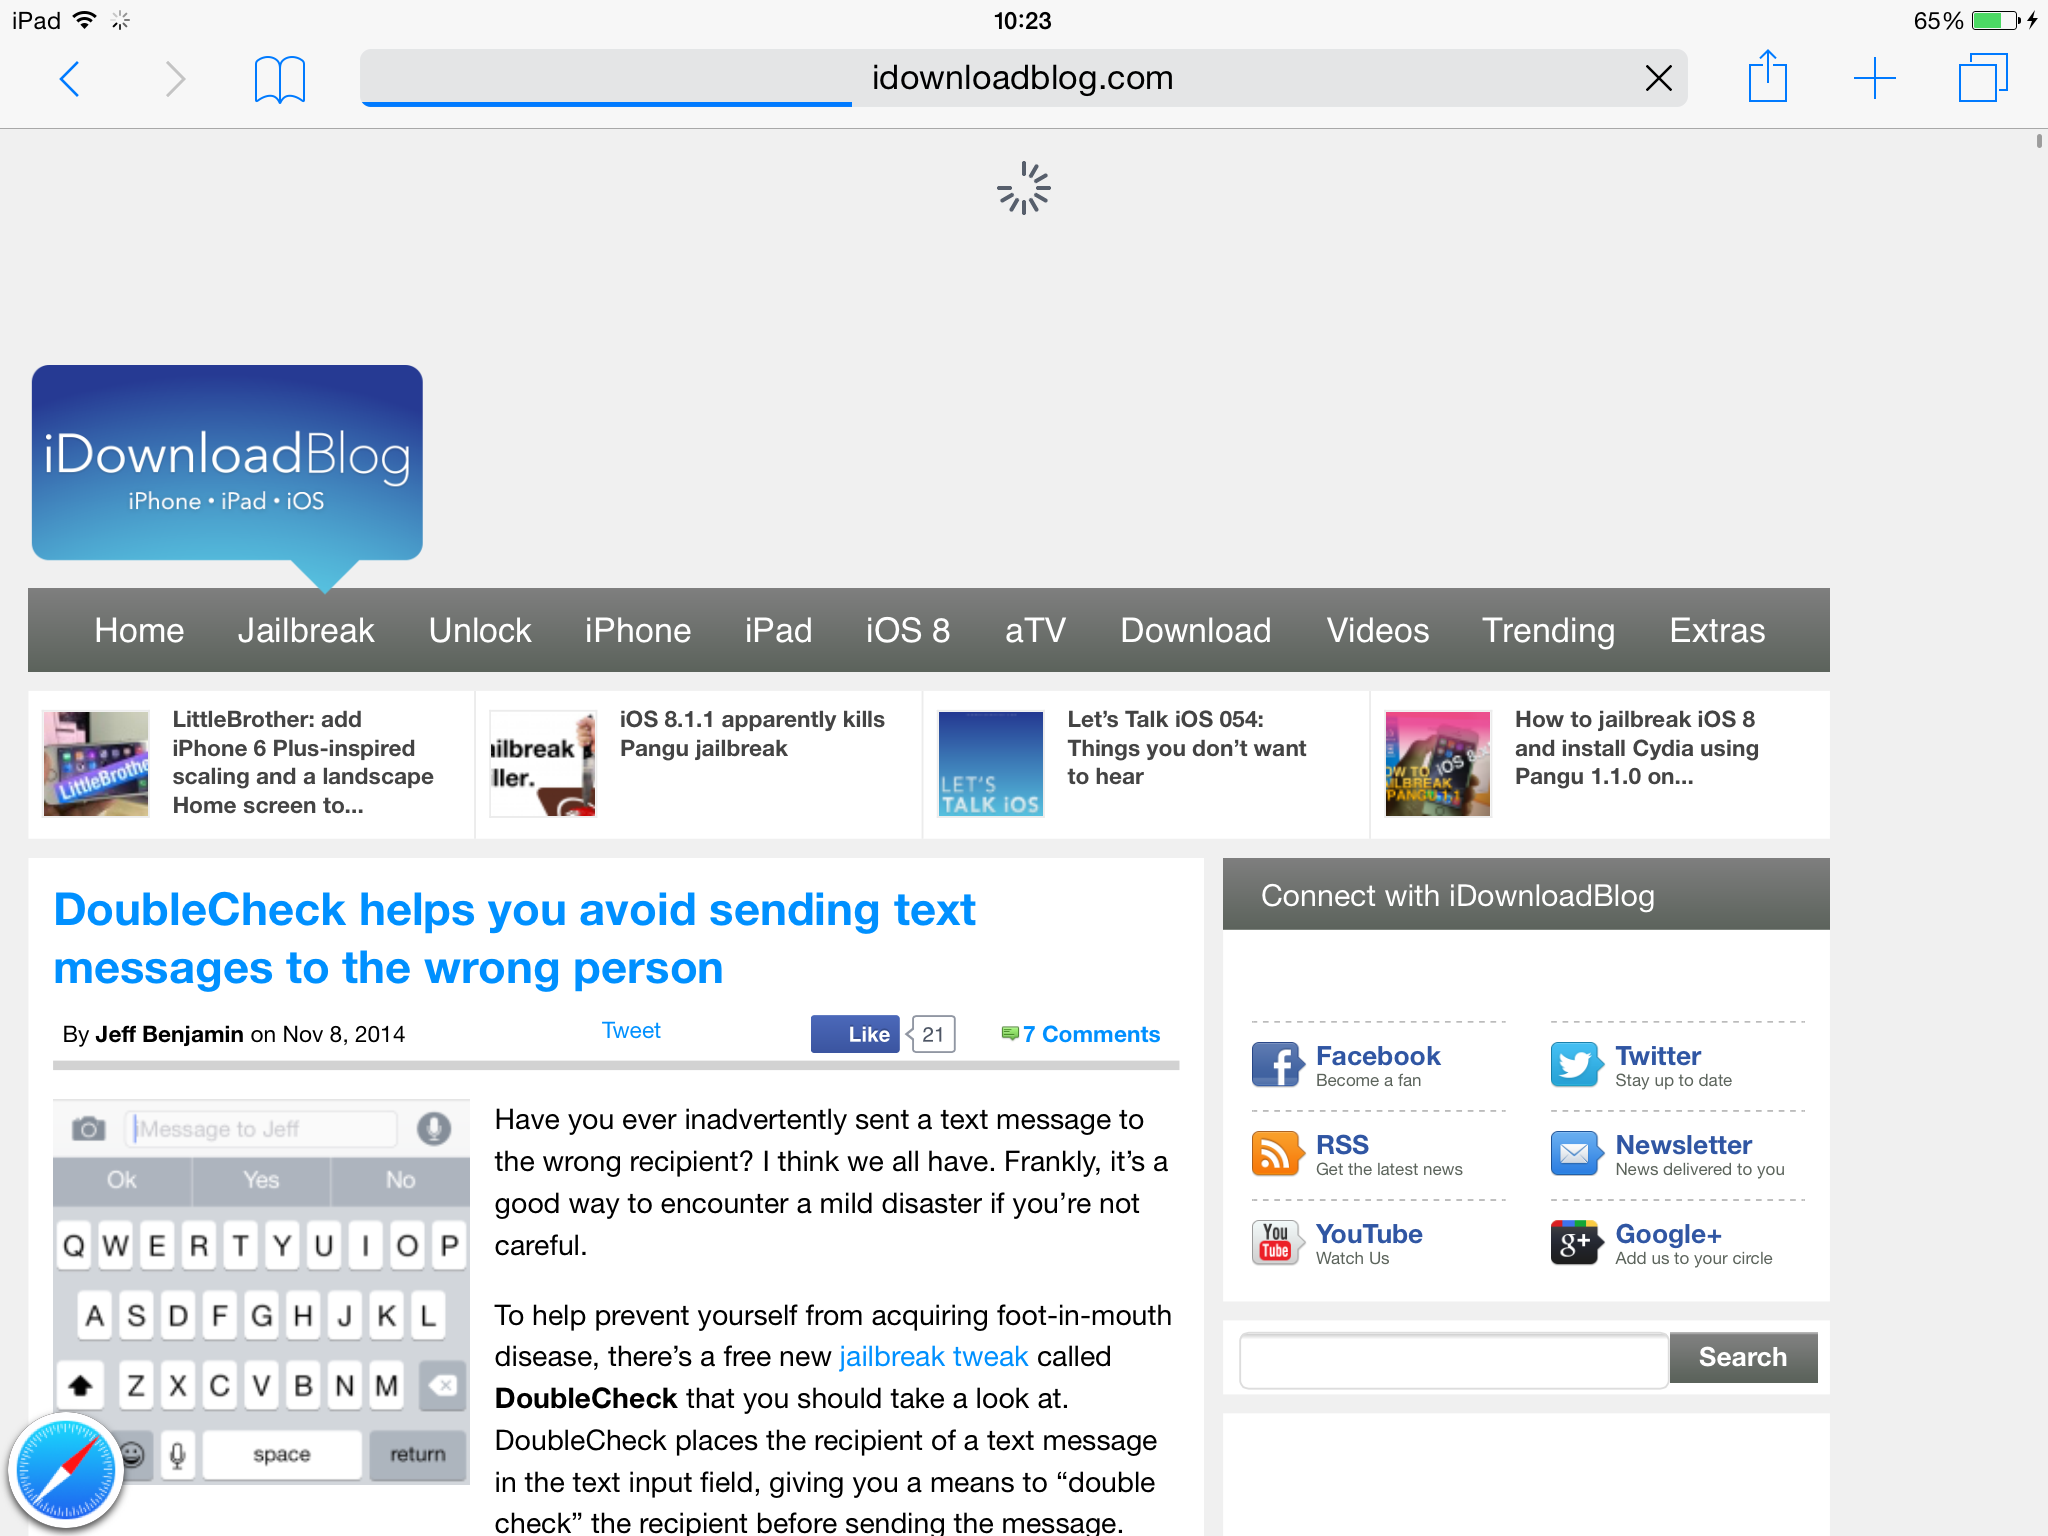 iPad
10:23
65%
idownloadblog.com
iDownloadBlog
iPhone • iPad • iOS
Home Jailbreak Unlock iPhone iPad iOS 8 aTV Download Videos Trending Extras
LittleBrother: add
iPhone 6 Plus-inspired
scaling and a landscape
Home screen to...
LittleBrothe
iOS 8.1.1 apparently kills
Pangu jailbreak
ailbreak
ller.
Let’s Talk iOS 054:
Things you don’t want
to hear
LET'S
TALK iOS
How to jailbreak iOS 8
and install Cydia using
Pangu 1.1.0 on...
DoubleCheck helps you avoid sending text
messages to the wrong person
By Jeff Benjamin on Nov 8, 2014
Tweet
Like
21
7 Comments
iMessage to Jeff
Ok Yes No
Q W E R T Y U I O P
A S D F G H J K L
Z X C V B N M
space return
Have you ever inadvertently sent a text message to
the wrong recipient? I think we all have. Frankly, it’s a
good way to encounter a mild disaster if you’re not
careful.
To help prevent yourself from acquiring foot-in-mouth
disease, there’s a free new jailbreak tweak called
DoubleCheck that you should take a look at.
DoubleCheck places the recipient of a text message
in the text input field, giving you a means to “double
check” the recipient before sending the message.
Connect with iDownloadBlog
Facebook
Become a fan
Twitter
Stay up to date
RSS
Get the latest news
Newsletter
News delivered to you
You
Tube
YouTube
Watch Us
g+
Google+
Add us to your circle
Search